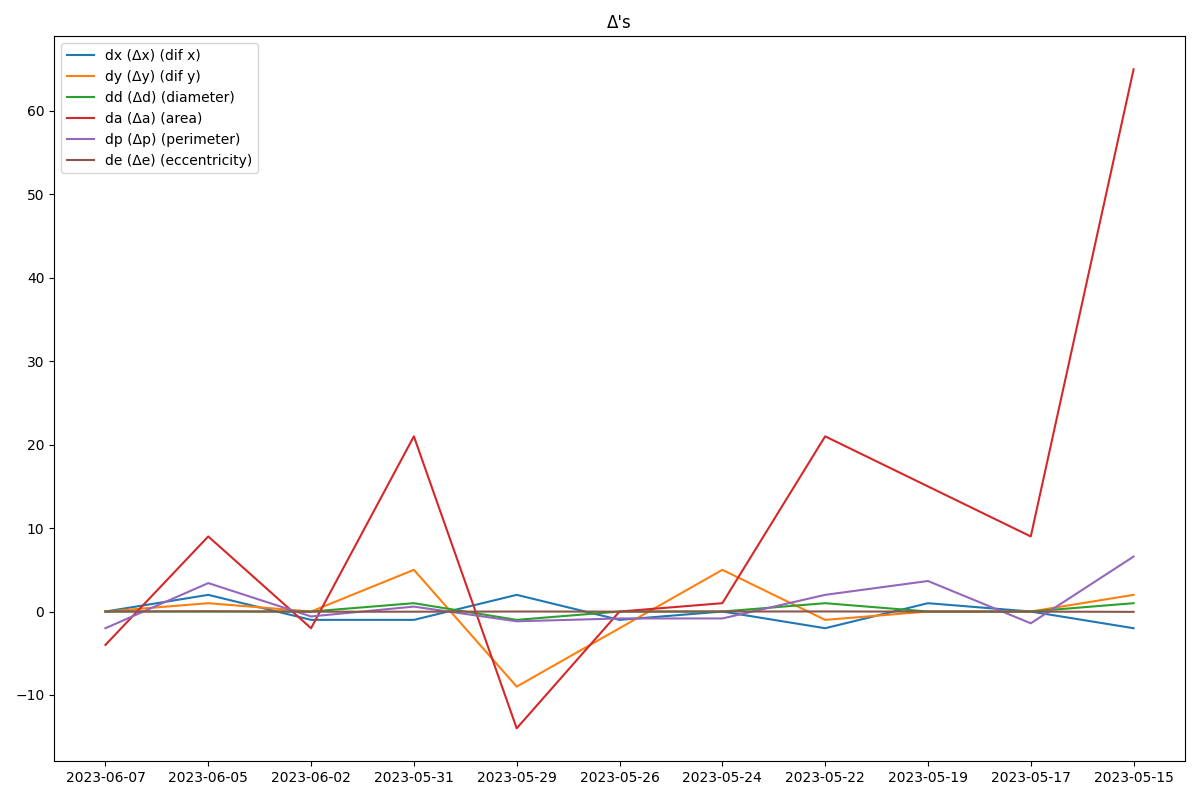 Δ's
dx (Δx) (dif x)
dy (Δy) (dif y)
dd (Δd) (diameter)
da (Δa) (area)
dp (Δp) (perimeter)
de (Δe) (eccentricity)
60
50
40
30
20
10
0
−10
2023-06-07 2023-06-05 2023-06-02 2023-05-31 2023-05-29 2023-05-26 2023-05-24 2023-05-22 2023-05-19 2023-05-17 2023-05-15